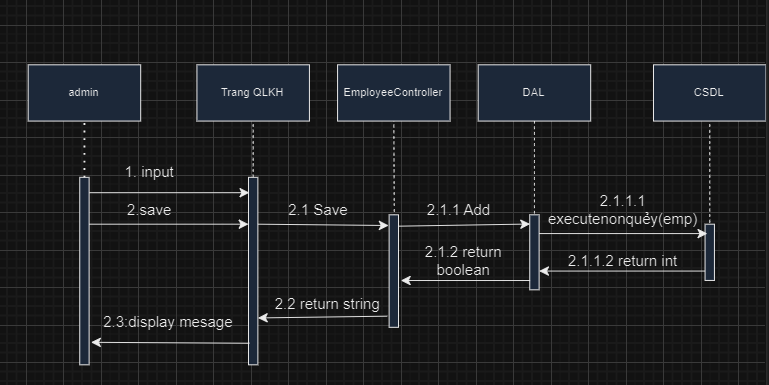 admin
Trang QLKH
EmployeeController
DAL
CSDL
1. input
2.save
2.1 Save
2.1.1 Add
2.1.1.1
executenonquẻy(emp)
2.1.2 return
boolean
2.1.1.2 return int
2.2 return string
2.3:display mesage